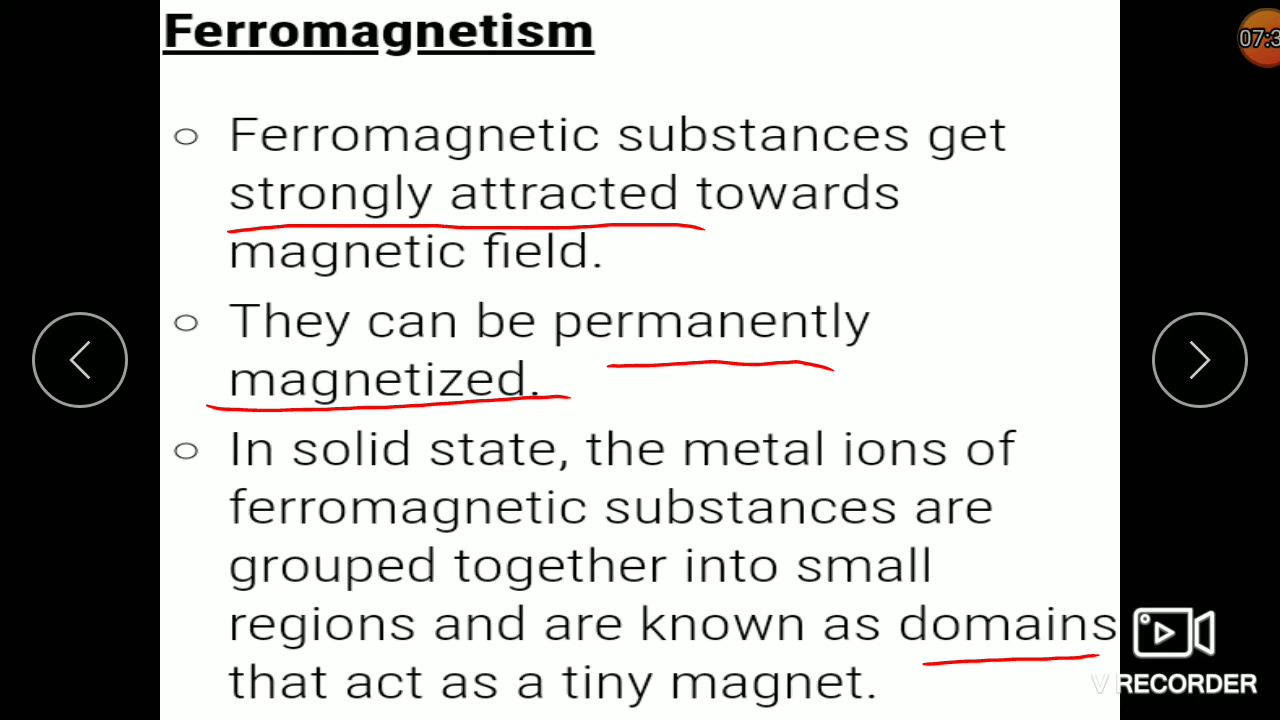 Ferromagnetism
07:3
○ Ferromagnetic substances get
strongly attracted towards
magnetic field.
○ They can be permanently
magnetized.
○ In solid state, the metal ions of
ferromagnetic substances are
grouped together into small
regions and are known as domains
that act as a tiny magnet.
V RECORDER